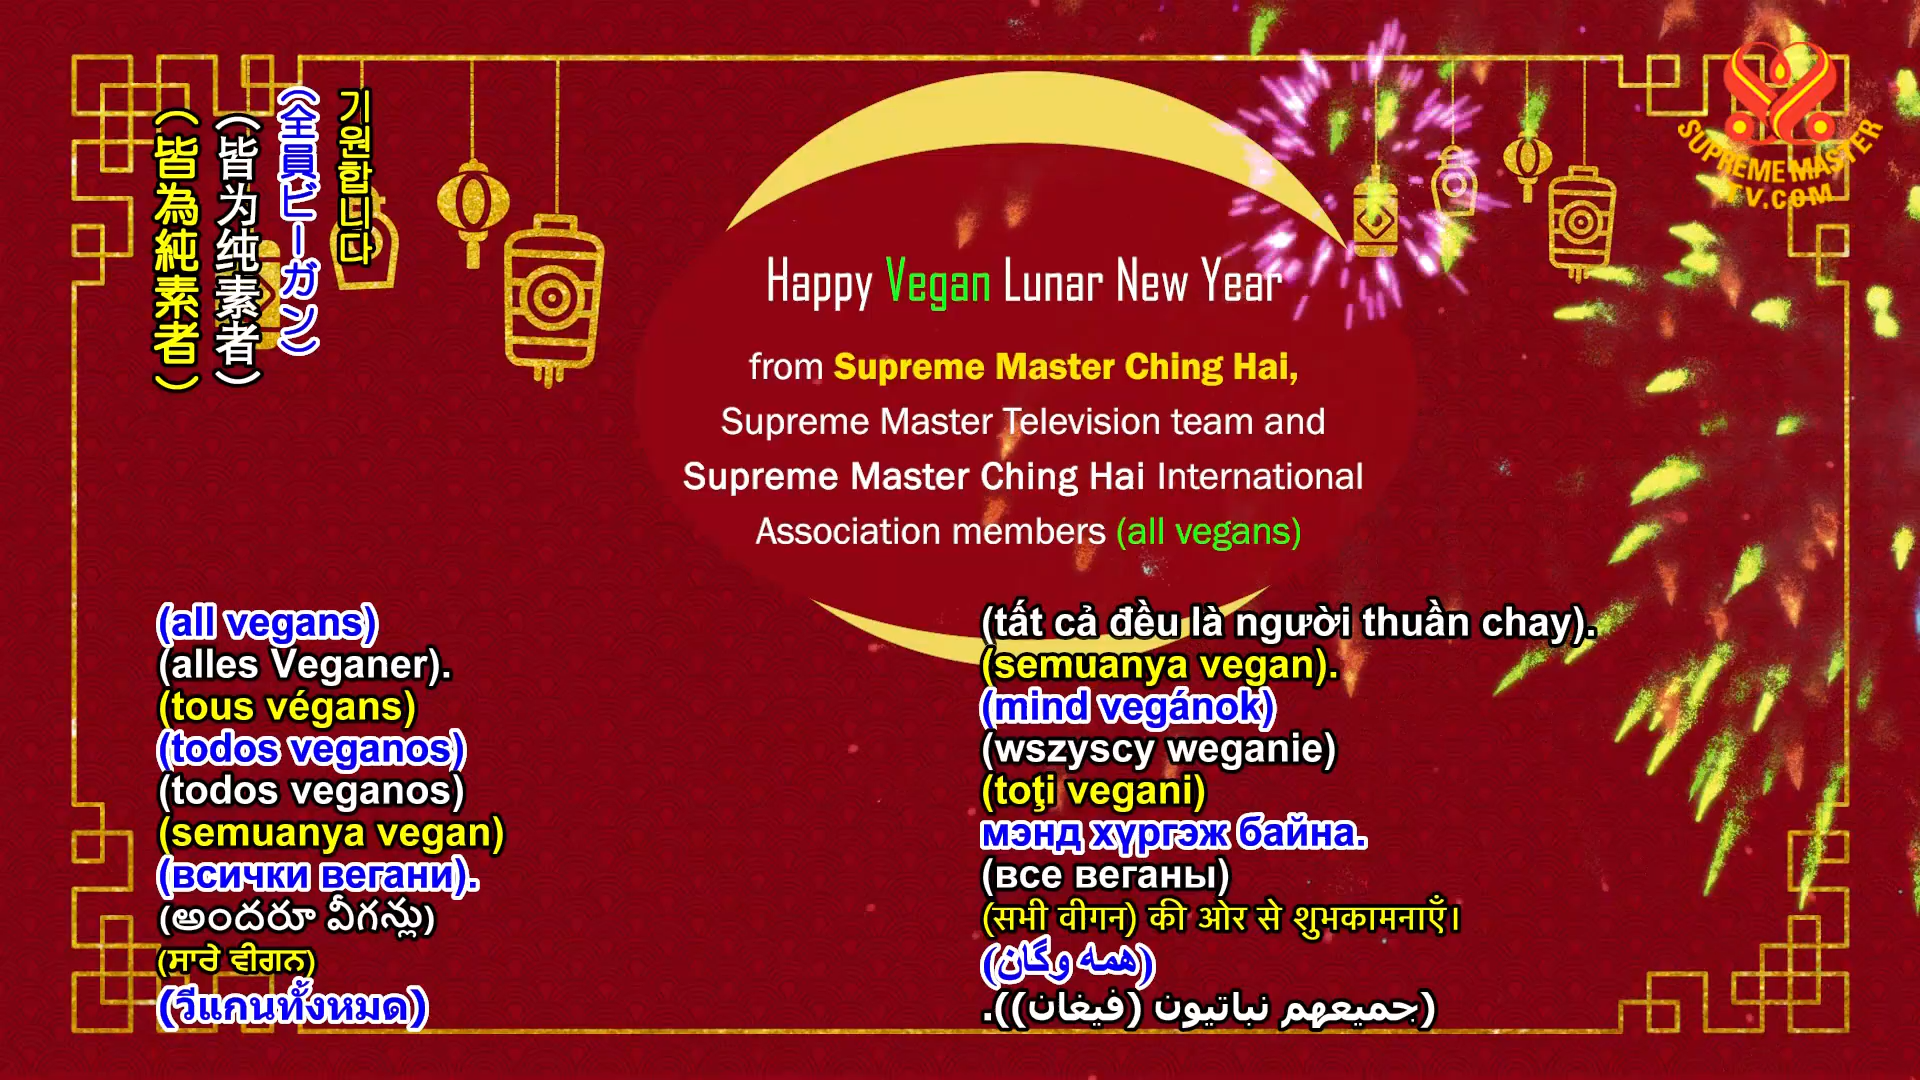 (皆為純素者)
(皆为纯素者)
(全員ビーガン)
기원합니다
SUPREME MASTER
TV.COM
Happy Vegan Lunar New Year
from Supreme Master Ching Hai,
Supreme Master Television team and
Supreme Master Ching Hai International
Association members (all vegans)
(all vegans)
(alles Veganer).
(tous végans)
(todos veganos)
(todos veganos)
(semuanya vegan)
(всички вегани).
(అందరూ వీగన్లు)
(ਸਾਰੇ ਵੀਗਨ)
(วีแกนทั้งหมด)
(tất cả đều là người thuần chay).
(semuanya vegan).
(mind vegánok)
(wszyscy weganie)
(toţi vegani)
мэнд хүргэж байна.
(все веганы)
(सभी वीगन) की ओर से शुभकामनाएँ।
(همه وگان)
(جميعهم نباتيون (فيغان)).